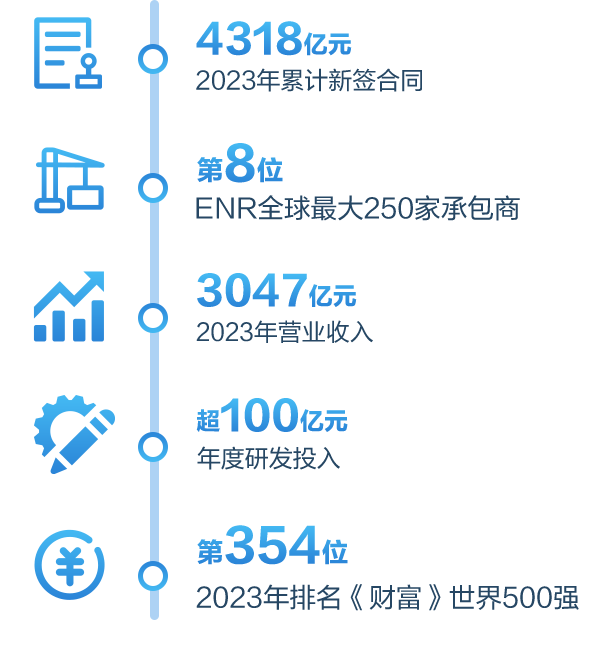 4318亿元
2023年累计新签合同
第8位
ENR全球最大250家承包商
3047亿元
2023年营业收入
超100亿元
年度研发投入
第354位
2023年排名《财富》世界500强